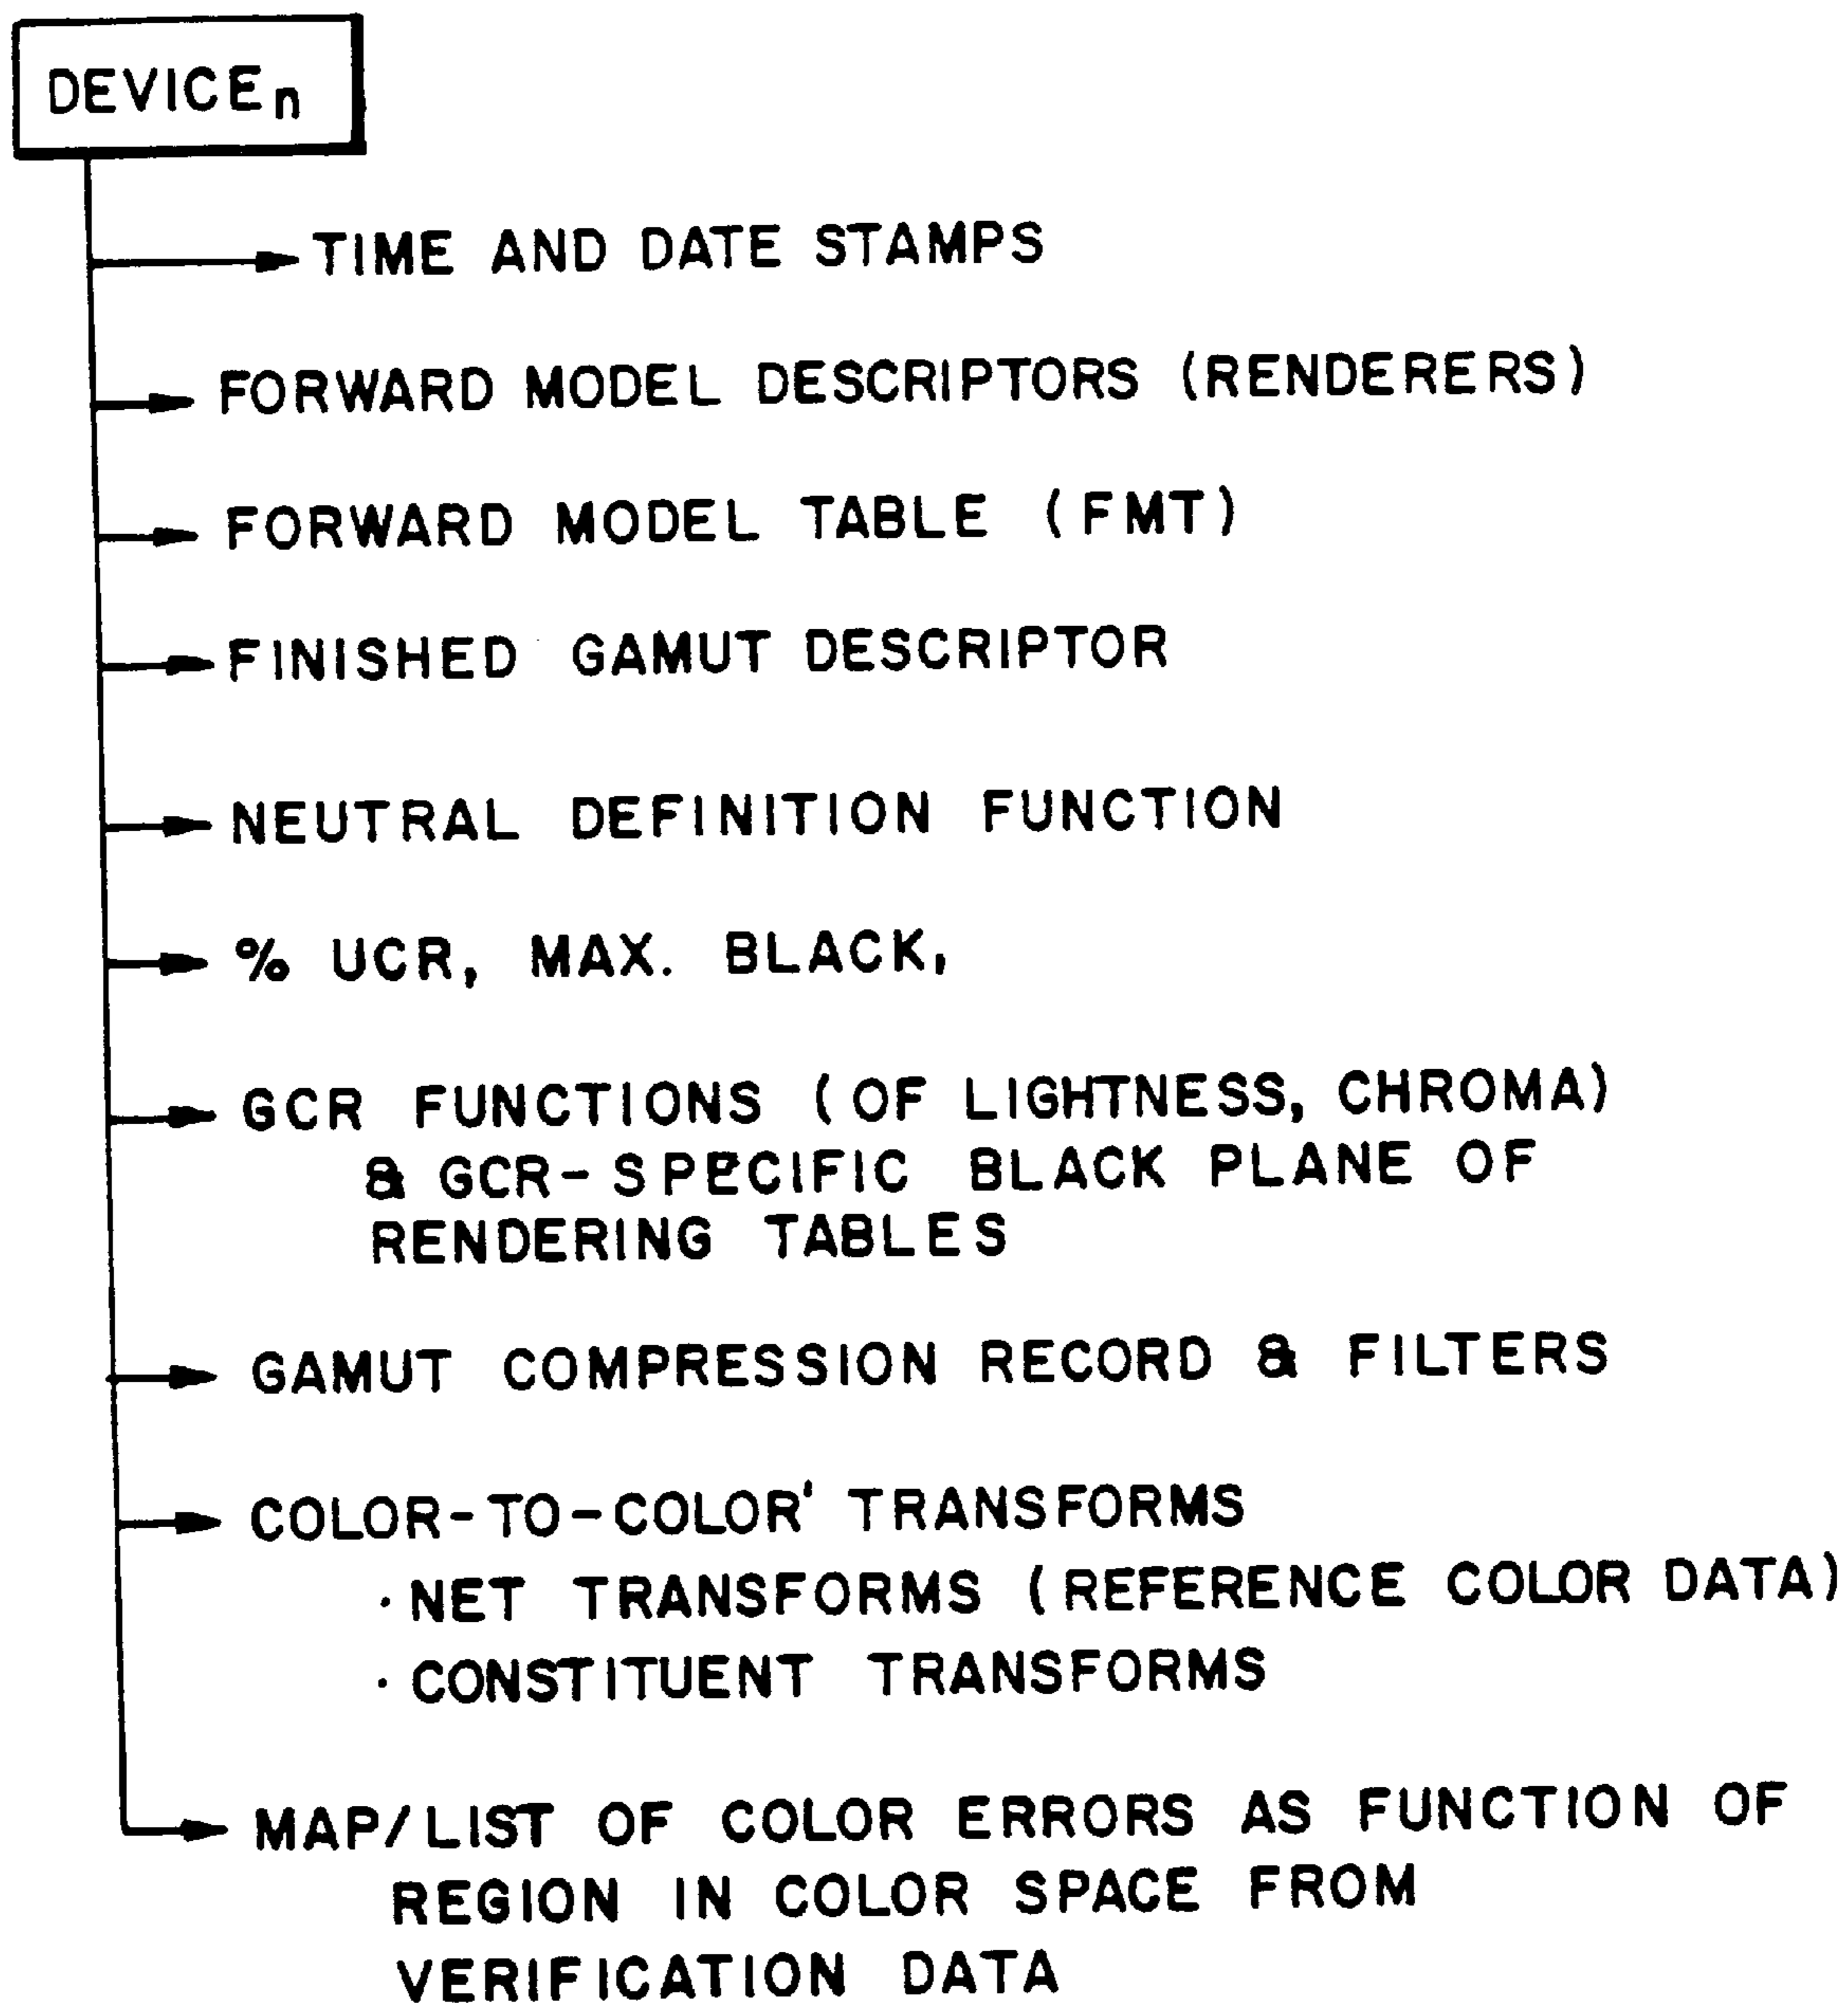 DEVICEn
TIME AND DATE STAMPS
FORWARD MODEL DESCRIPTORS (RENDERERS)
FORWARD MODEL TABLE (FMT)
FINISHED GAMUT DESCRIPTOR
NEUTRAL DEFINITION FUNCTION
% UCR, MAX. BLACK,
GCR FUNCTIONS (OF LIGHTNESS, CHROMA)
& GCR-SPECIFIC BLACK PLANE OF
RENDERING TABLES
GAMUT COMPRESSION RECORD & FILTERS
COLOR-TO-COLOR' TRANSFORMS
· NET TRANSFORMS (REFERENCE COLOR DATA)
· CONSTITUENT TRANSFORMS
MAP/LIST OF COLOR ERRORS AS FUNCTION OF
REGION IN COLOR SPACE FROM
VERIFICATION DATA